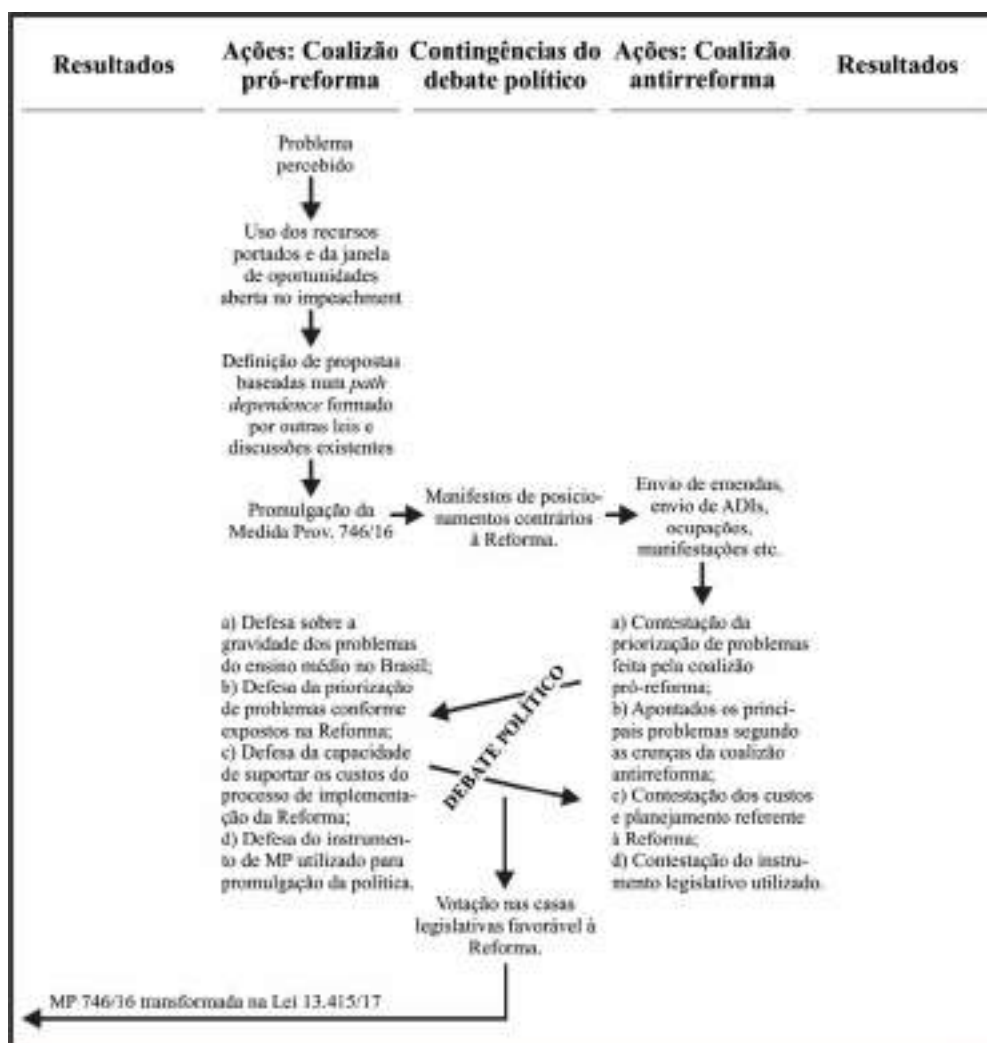 Resultados
Ações: Coalizão
pró-reforma
Contingências do
debate político
Ações: Coalizão
antirreforma
Resultados
Problema
percebido
Uso dos recursos
portados e da janela
de oportunidades
aberta no impeachment
Definição de propostas
baseadas num path
dependence formado
por outras leis e
discussões existentes
Promulgação da
Medida Prov. 746/16
Manifestos de posicio-
namentos contrários
à Reforma.
Envio de emendas,
envio de ADIs,
ocupações,
manifestações etc.
a) Defesa sobre a
gravidade dos problemas
do ensino médio no Brasil;
b) Defesa da priorização
de problemas conforme
expostos na Reforma;
c) Defesa da capacidade
de suportar os custos do
processo de implementa-
ção da Reforma;
d) Defesa do instrumen-
to de MP utilizado para
promulgação da política.
DEBATE POLÍTICO
a) Contestação da
priorização de problemas
feita pela coalizão
pró-reforma;
b) Apontados os princi-
pais problemas segundo
as crenças da coalizão
antirreforma;
c) Contestação dos custos
e planejamento referente
à Reforma;
d) Contestação do instru-
mento legislativo utilizado.
Votação nas casas
legislativas favorável à
Reforma.
MP 746/16 transformada na Lei 13.415/17